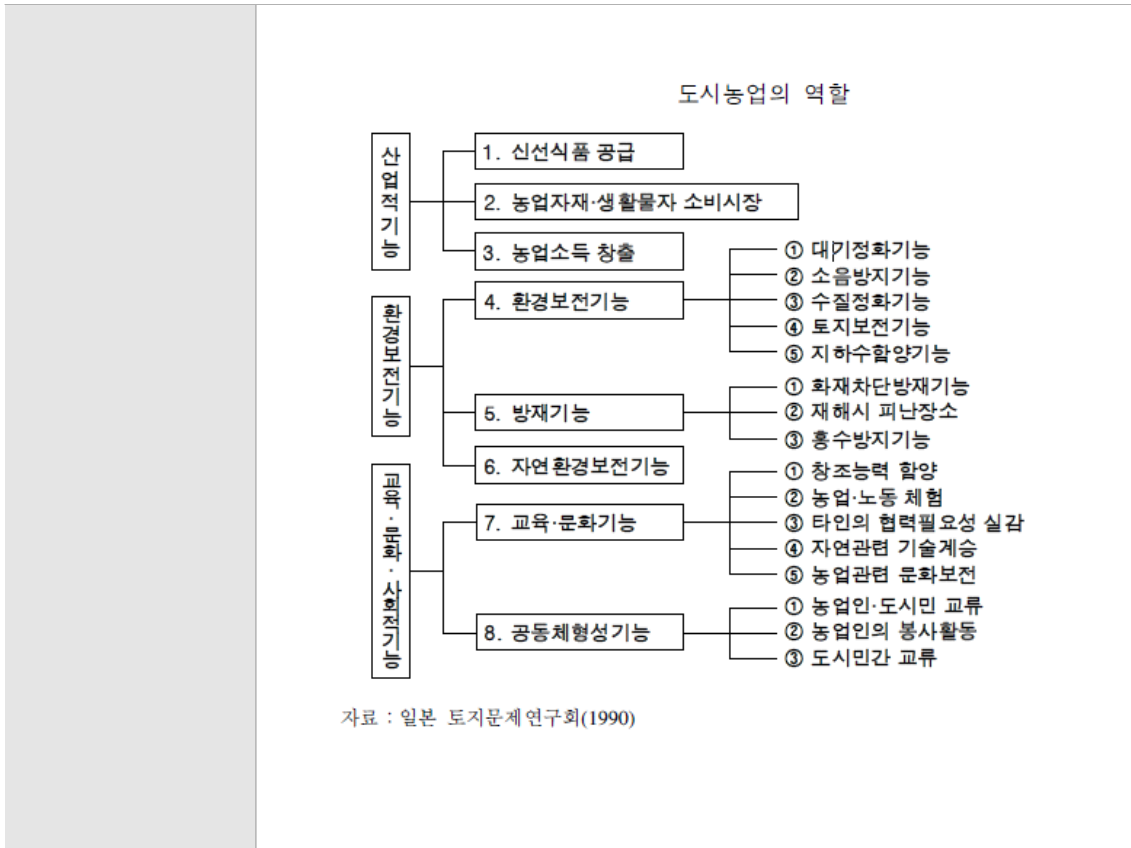 도시농업의 역할
산업적기능
1. 신선식품 공급
2. 농업자재·생활물자 소비시장
3. 농업소득 창출
환경보전기능
4. 환경보전기능
① 대기정화기능
② 소음방지기능
③ 수질정화기능
④ 토지보전기능
⑤ 지하수함양기능
5. 방재기능
① 화재차단방재기능
② 재해시 피난장소
③ 홍수방지기능
6. 자연환경보전기능
교육·문화·사회적기능
7. 교육·문화기능
① 창조능력 함양
② 농업·노동 체험
③ 타인의 협력필요성 실감
④ 자연관련 기술계승
⑤ 농업관련 문화보전
8. 공동체형성기능
① 농업인·도시민 교류
② 농업인의 봉사활동
③ 도시민간 교류
자료 : 일본 토지문제연구회(1990)